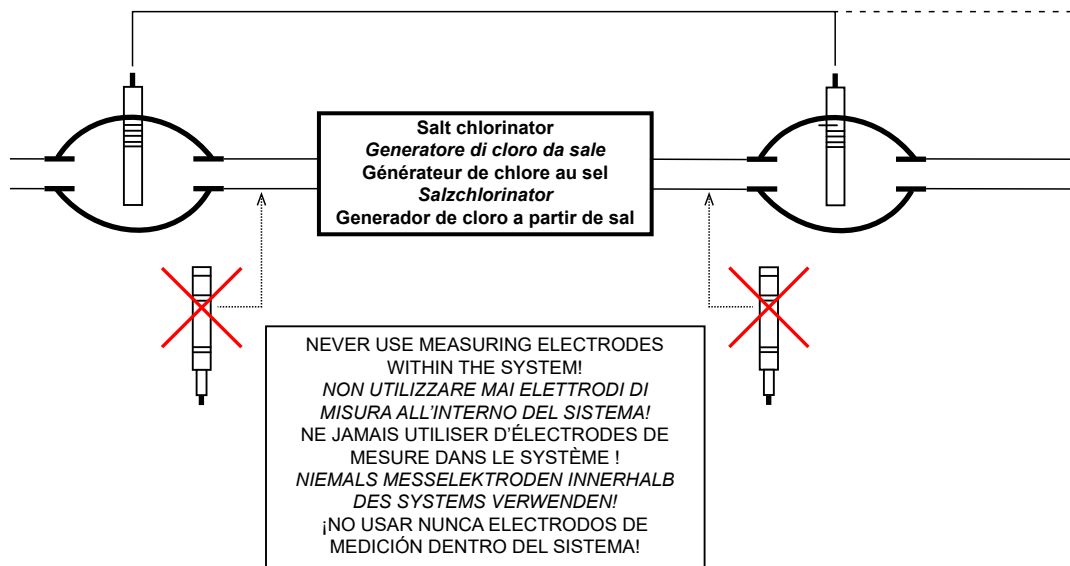 Salt chlorinator
Generatore di cloro da sale
Générateur de chlore au sel
Salzchlorinator
Generador de cloro a partir de sal
NEVER USE MEASURING ELECTRODES
WITHIN THE SYSTEM!
NON UTILIZZARE MAI ELETTRODI DI
MISURA ALL'INTERNO DEL SISTEMA!
NE JAMAIS UTILISER D'ÉLECTRODES DE
MESURE DANS LE SYSTÈME !
NIEMALS MESSELEKTRODEN INNERHALB
DES SYSTEMS VERWENDEN!
¡NO USAR NUNCA ELECTRODOS DE
MEDICIÓN DENTRO DEL SISTEMA!